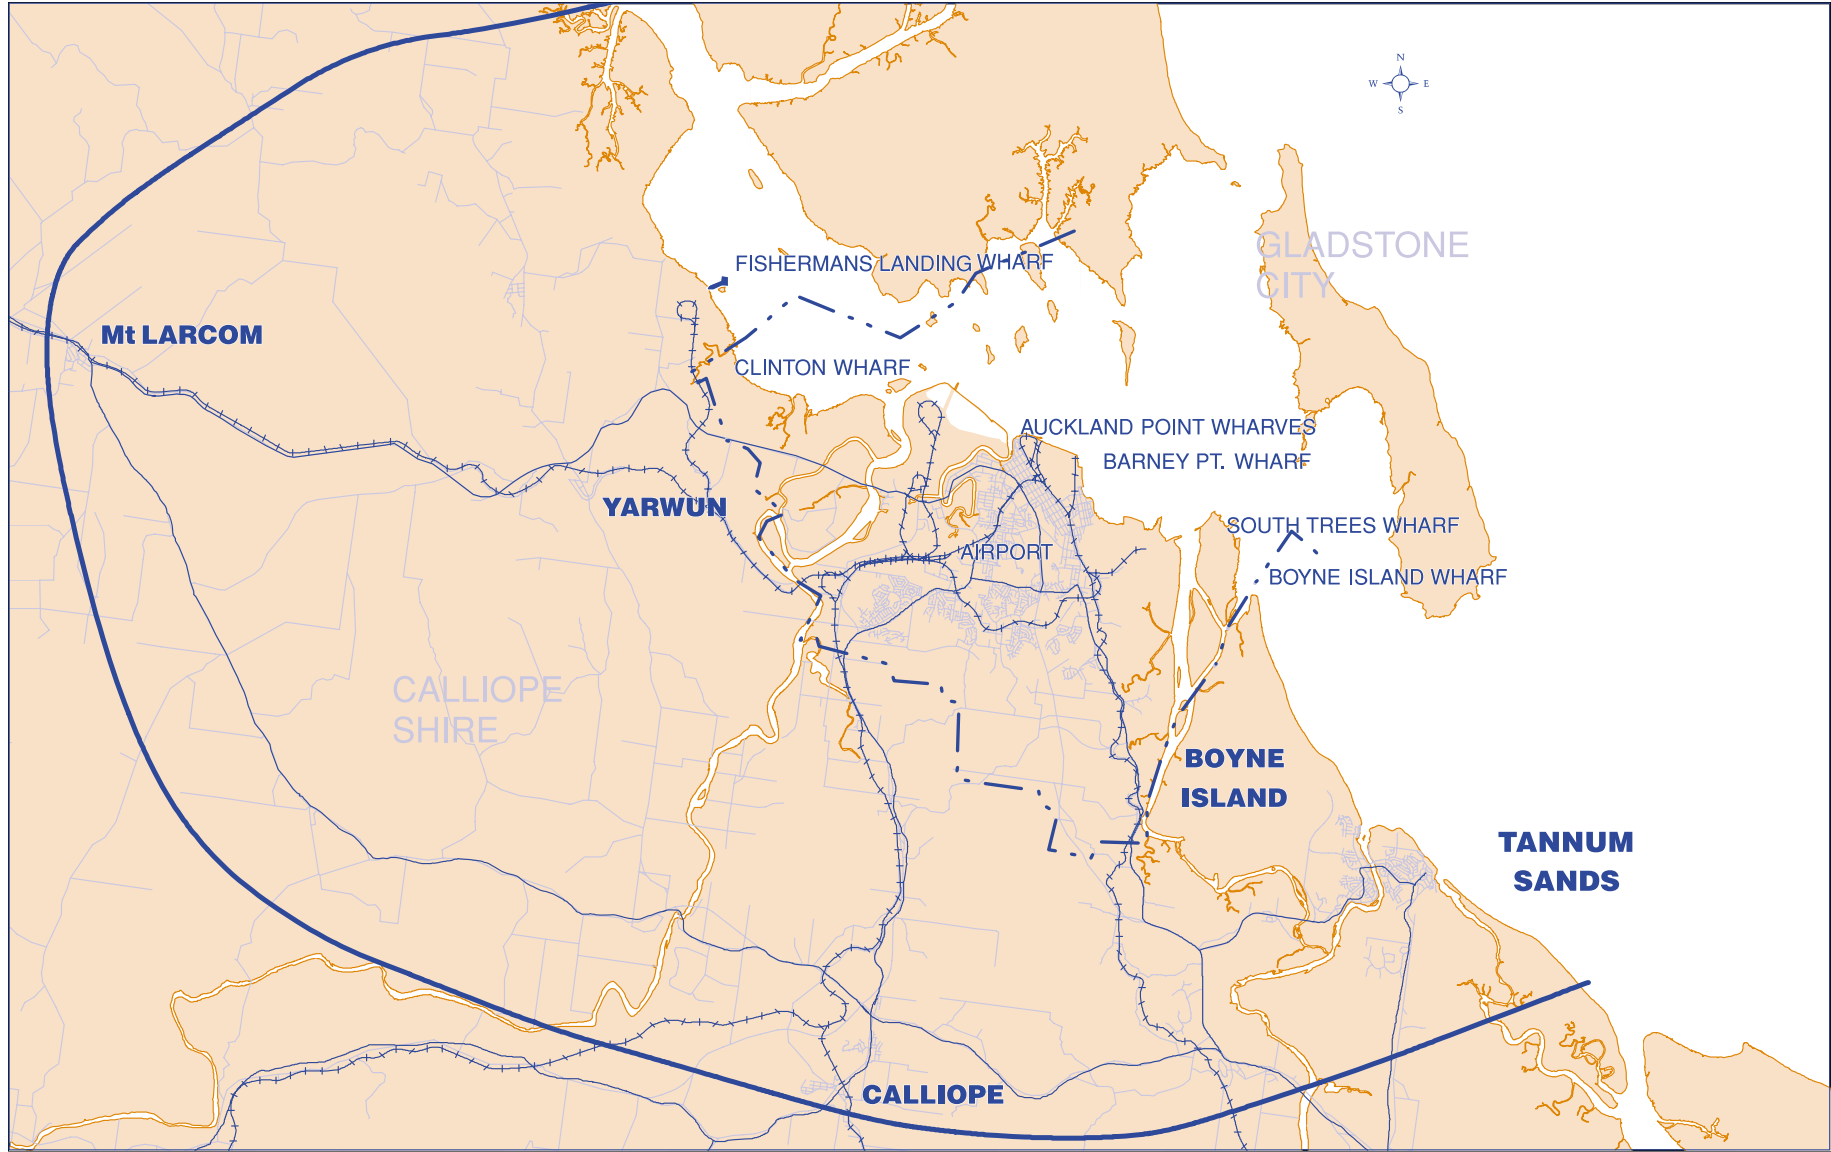 N
W E
S
GLADSTONE
CITY
FISHERMANS LANDING WHARF
Mt LARCOM
CLINTON WHARF
AUCKLAND POINT WHARVES
BARNEY PT. WHARF
YARWUN
SOUTH TREES WHARF
AIRPORT
BOYNE ISLAND WHARF
CALLIOPE
SHIRE
BOYNE
ISLAND
TANNUM
SANDS
CALLIOPE